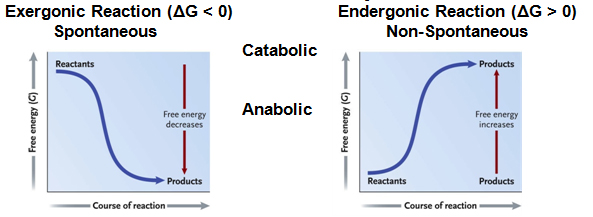 Exergonic Reaction (ΔG < 0)
Spontaneous
Reactants
Free energy
decreases
Products
Free energy (G)
Course of reaction
Catabolic
Anabolic
Endergonic Reaction (ΔG > 0)
Non-Spontaneous
Products
Free energy
increases
Reactants
Products
Free energy (G)
Course of reaction